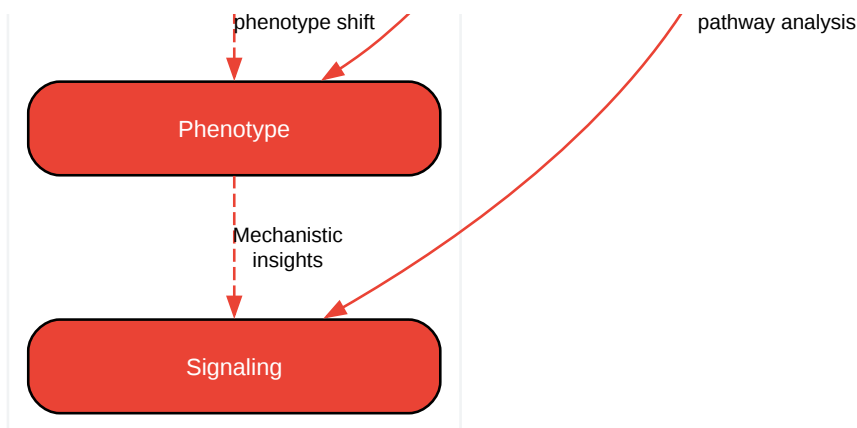 phenotype shift
pathway analysis
Phenotype
Mechanistic
insights
Signaling